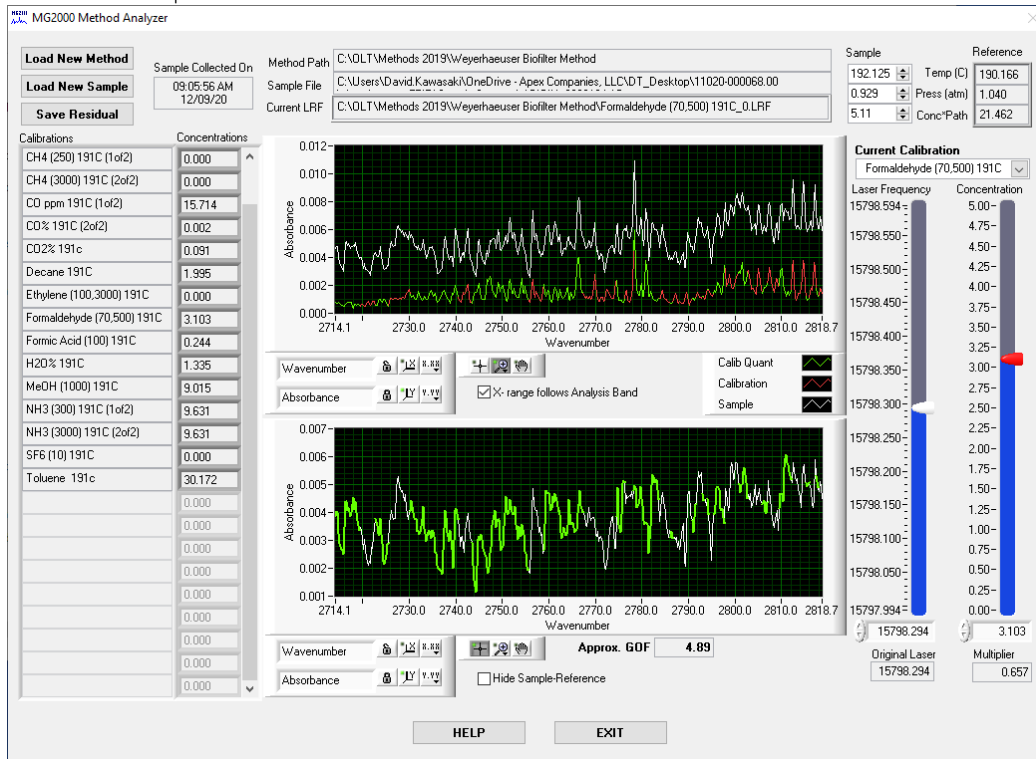 MG2000 Method Analyzer
Load New Method
Load New Sample
Save Residual
Sample Collected On
09:05:56 AM
12/09/20
Method Path C:\OLT\Methods 2019\Weyerhaeuser Biofilter Method
Sample File C:\Users\David.Kawasaki\OneDrive - Apex Companies, LLC\DT_Desktop\11020-000068.00
Current LRF C:\OLT\Methods 2019\Weyerhaeuser Biofilter Method\Formaldehyde (70,500) 191C_0.LRF
Sample Reference
192.125 Temp (C) 190.166
0.929 Press (atm) 1.040
5.11 Conc*Path 21.462
Calibrations Concentrations
CH4 (250) 191C (1of2) 0.000
CH4 (3000) 191C (2of2) 0.000
CO ppm 191C (1of2) 15.714
CO% 191C (2of2) 0.002
CO2% 191c 0.091
Decane 191C 1.995
Ethylene (100,3000) 191C 0.000
Formaldehyde (70,500) 191C 3.103
Formic Acid (100) 191C 0.244
H2O% 191C 1.335
MeOH (1000) 191C 9.015
NH3 (300) 191C (1of2) 9.631
NH3 (3000) 191C (2of2) 9.631
SF6 (10) 191C 0.000
Toluene 191c 30.172
0.000
0.000
0.000
0.000
0.000
0.000
0.000
0.000
0.000
Absorbance
0.012-
0.010-
0.008-
0.006-
0.004-
0.002-
0.000-
2714.1 2730.0 2740.0 2750.0 2760.0 2770.0 2780.0 2790.0 2800.0 2810.0 2818.7
Wavenumber
Wavenumber
Absorbance
X- range follows Analysis Band
Calib Quant
Calibration
Sample
Absorbance
0.007-
0.006-
0.005-
0.004-
0.003-
0.002-
0.001-
2714.1 2730.0 2740.0 2750.0 2760.0 2770.0 2780.0 2790.0 2800.0 2810.0 2818.7
Wavenumber
Wavenumber
Absorbance
Approx. GOF 4.89
Hide Sample-Reference
Current Calibration
Formaldehyde (70,500) 191C
Laser Frequency
15798.594
15798.550
15798.500
15798.450
15798.400
15798.350
15798.300
15798.250
15798.200
15798.150
15798.100
15798.050
15797.994
15798.294
Original Laser
15798.294
Concentration
5.00-
4.75-
4.50-
4.25-
4.00-
3.75-
3.50-
3.25-
3.00-
2.75-
2.50-
2.25-
2.00-
1.75-
1.50-
1.25-
1.00-
0.75-
0.50-
0.25-
0.00-
3.103
Multiplier
0.657
HELP
EXIT